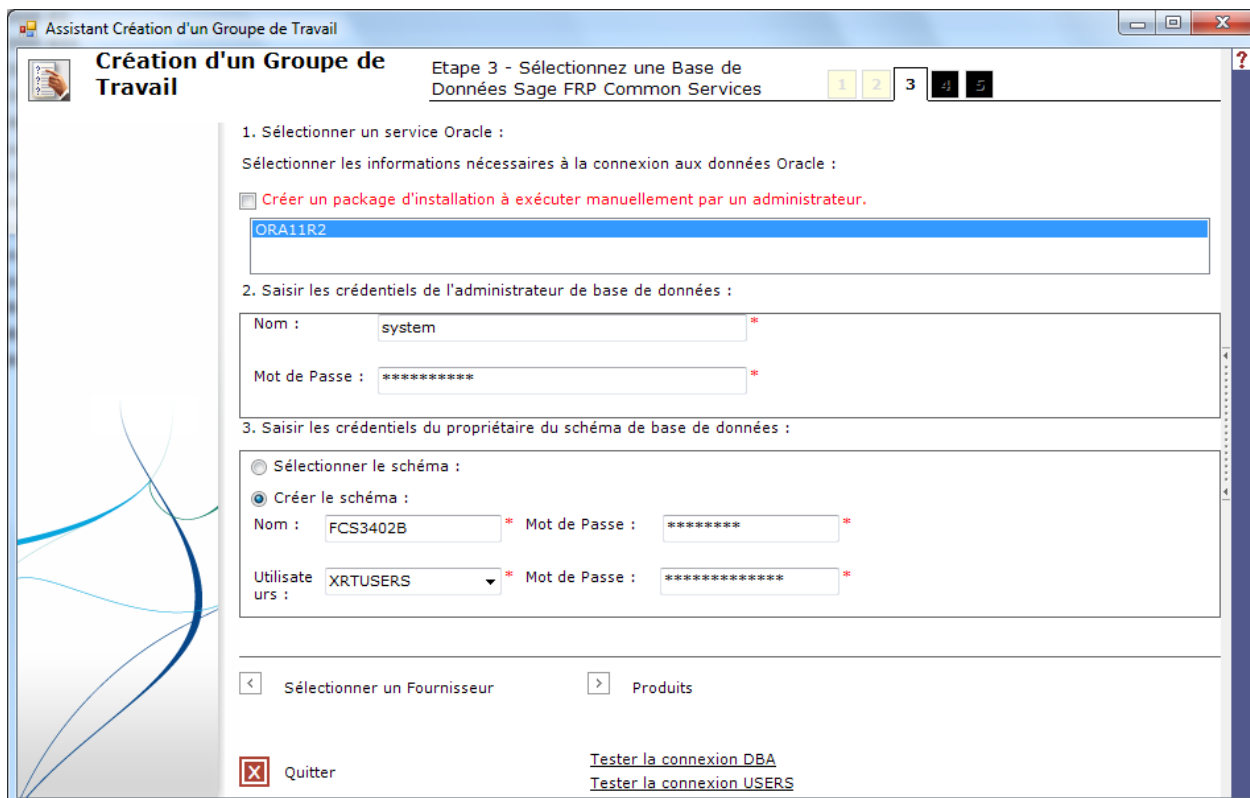 Assistant Création d'un Groupe de Travail
Création d'un Groupe de
Travail
Etape 3 - Sélectionnez une Base de
Données Sage FRP Common Services
1 2 3 4 5
?
1. Sélectionner un service Oracle :
Sélectionner les informations nécessaires à la connexion aux données Oracle :
Créer un package d'installation à exécuter manuellement par un administrateur.
ORA11R2
2. Saisir les crédentiels de l'administrateur de base de données :
Nom : system *
Mot de Passe : ********** *
3. Saisir les crédentiels du propriétaire du schéma de base de données :
Sélectionner le schéma :
Créer le schéma :
Nom : FCS3402B * Mot de Passe : ******** *
Utilisate
urs : XRTUSERS * Mot de Passe : ************* *
< Sélectionner un Fournisseur > Produits
X Quitter
Tester la connexion DBA
Tester la connexion USERS